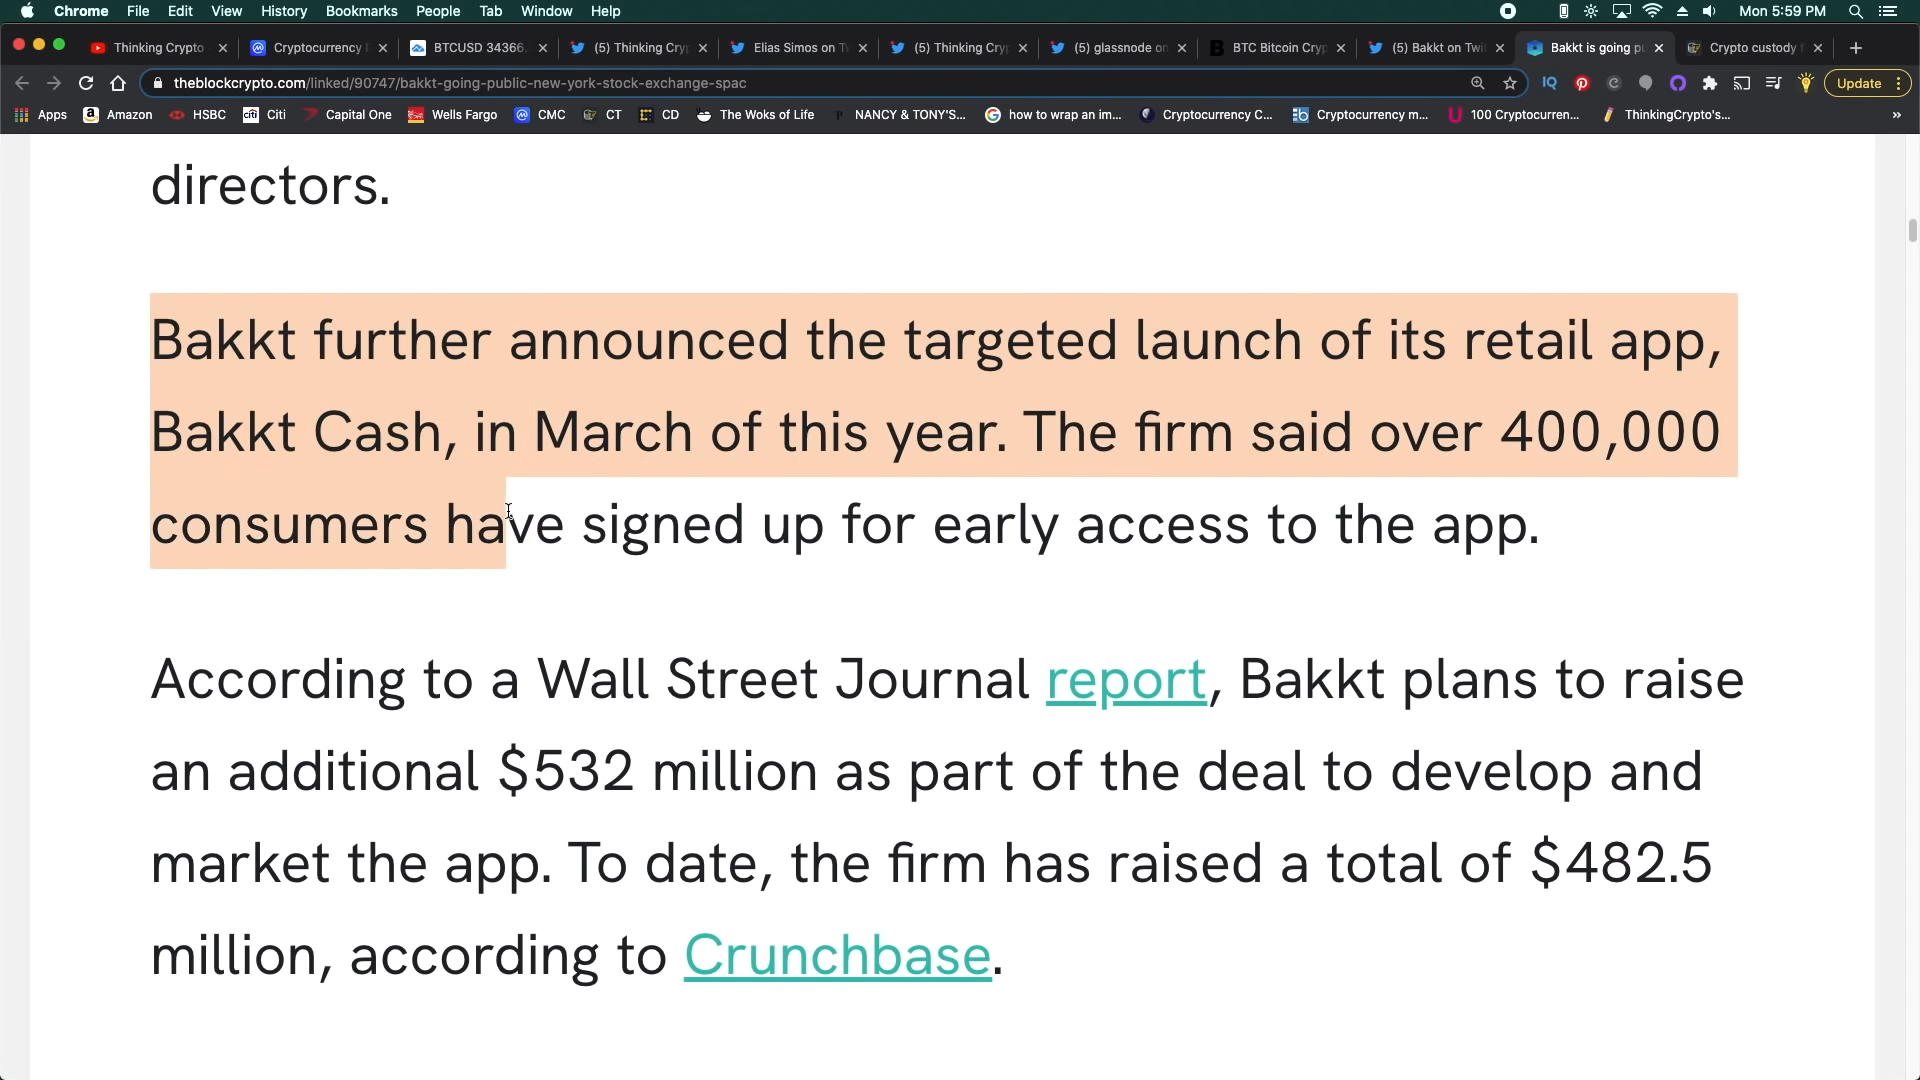 Chrome File Edit View History Bookmarks People Tab Window Help Mon 5:59 PM
Thinking Crypto Cryptocurrency BTCUSD 34366. (5) Thinking Cry Elias Simos on Tw (5) Thinking Cry (5) glassnode on BTC Bitcoin Cryp (5) Bakkt on Twi Bakkt is going pu Crypto custody
theblockcrypto.com/linked/90747/bakkt-going-public-new-york-stock-exchange-spac IQ Update
Apps Amazon HSBC citi Citi Capital One Wells Fargo CMC CT CD The Woks of Life NANCY & TONY'S... how to wrap an im... Cryptocurrency C... Cryptocurrency m... 100 Cryptocurren... ThinkingCrypto's... »
directors.
Bakkt further announced the targeted launch of its retail app,
Bakkt Cash, in March of this year. The firm said over 400,000
consumers have signed up for early access to the app.
According to a Wall Street Journal report, Bakkt plans to raise
an additional $532 million as part of the deal to develop and
market the app. To date, the firm has raised a total of $482.5
million, according to Crunchbase.